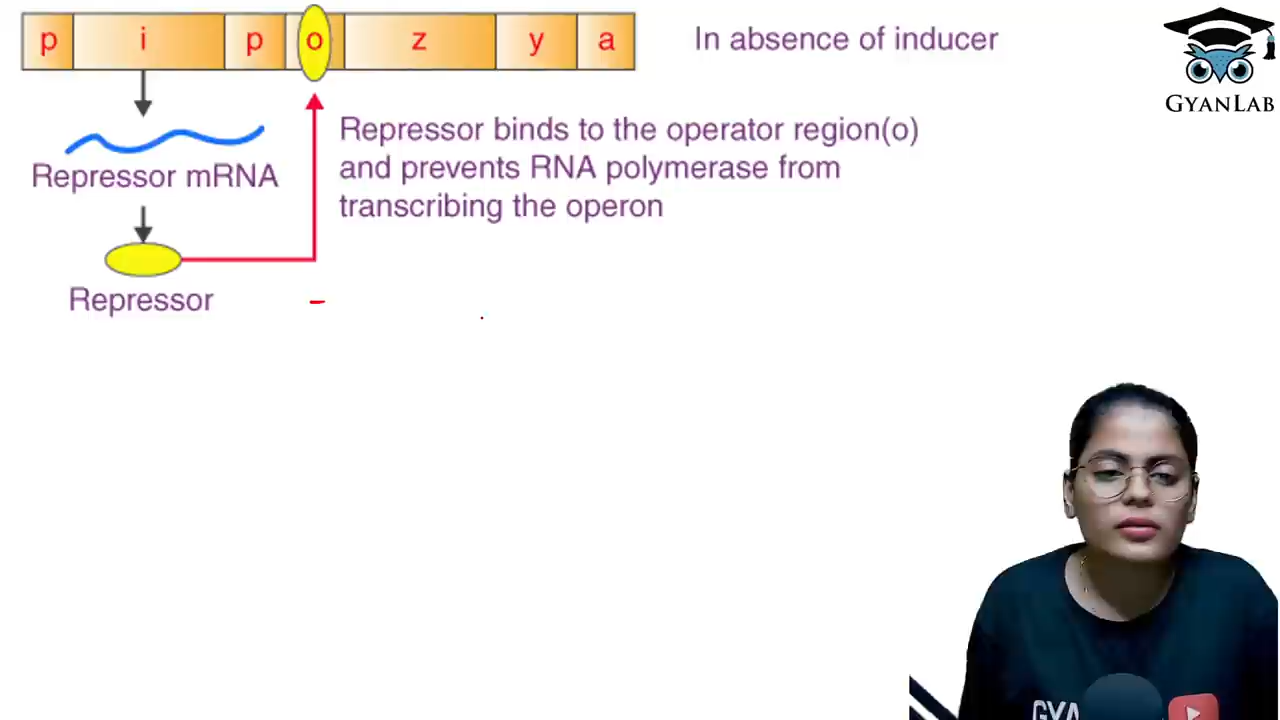 p i p o z y a
In absence of inducer
GYANLAB
Repressor binds to the operator region(o)
and prevents RNA polymerase from
transcribing the operon
Repressor mRNA
Repressor
GYA